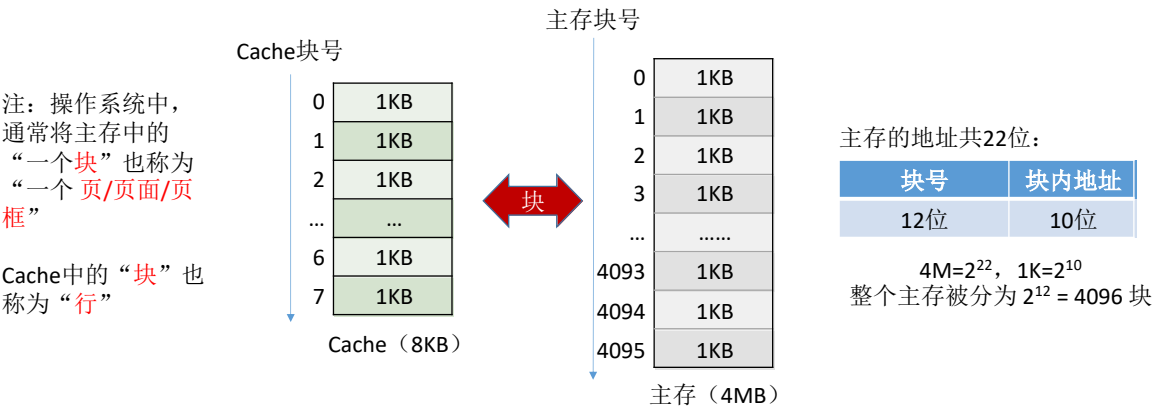 注：操作系统中，
通常将主存中的
“一个块”也称为
“一个 页/页面/页
框”
Cache中的“块”也
称为“行”
Cache块号
0 1KB
1 1KB
2 1KB
... ...
6 1KB
7 1KB
Cache（8KB）
块
主存块号
0 1KB
1 1KB
2 1KB
3 1KB
... ......
4093 1KB
4094 1KB
4095 1KB
主存（4MB）
主存的地址共22位：
块号 块内地址
12位 10位
4M=2²²，1K=2¹⁰
整个主存被分为 2¹² = 4096 块